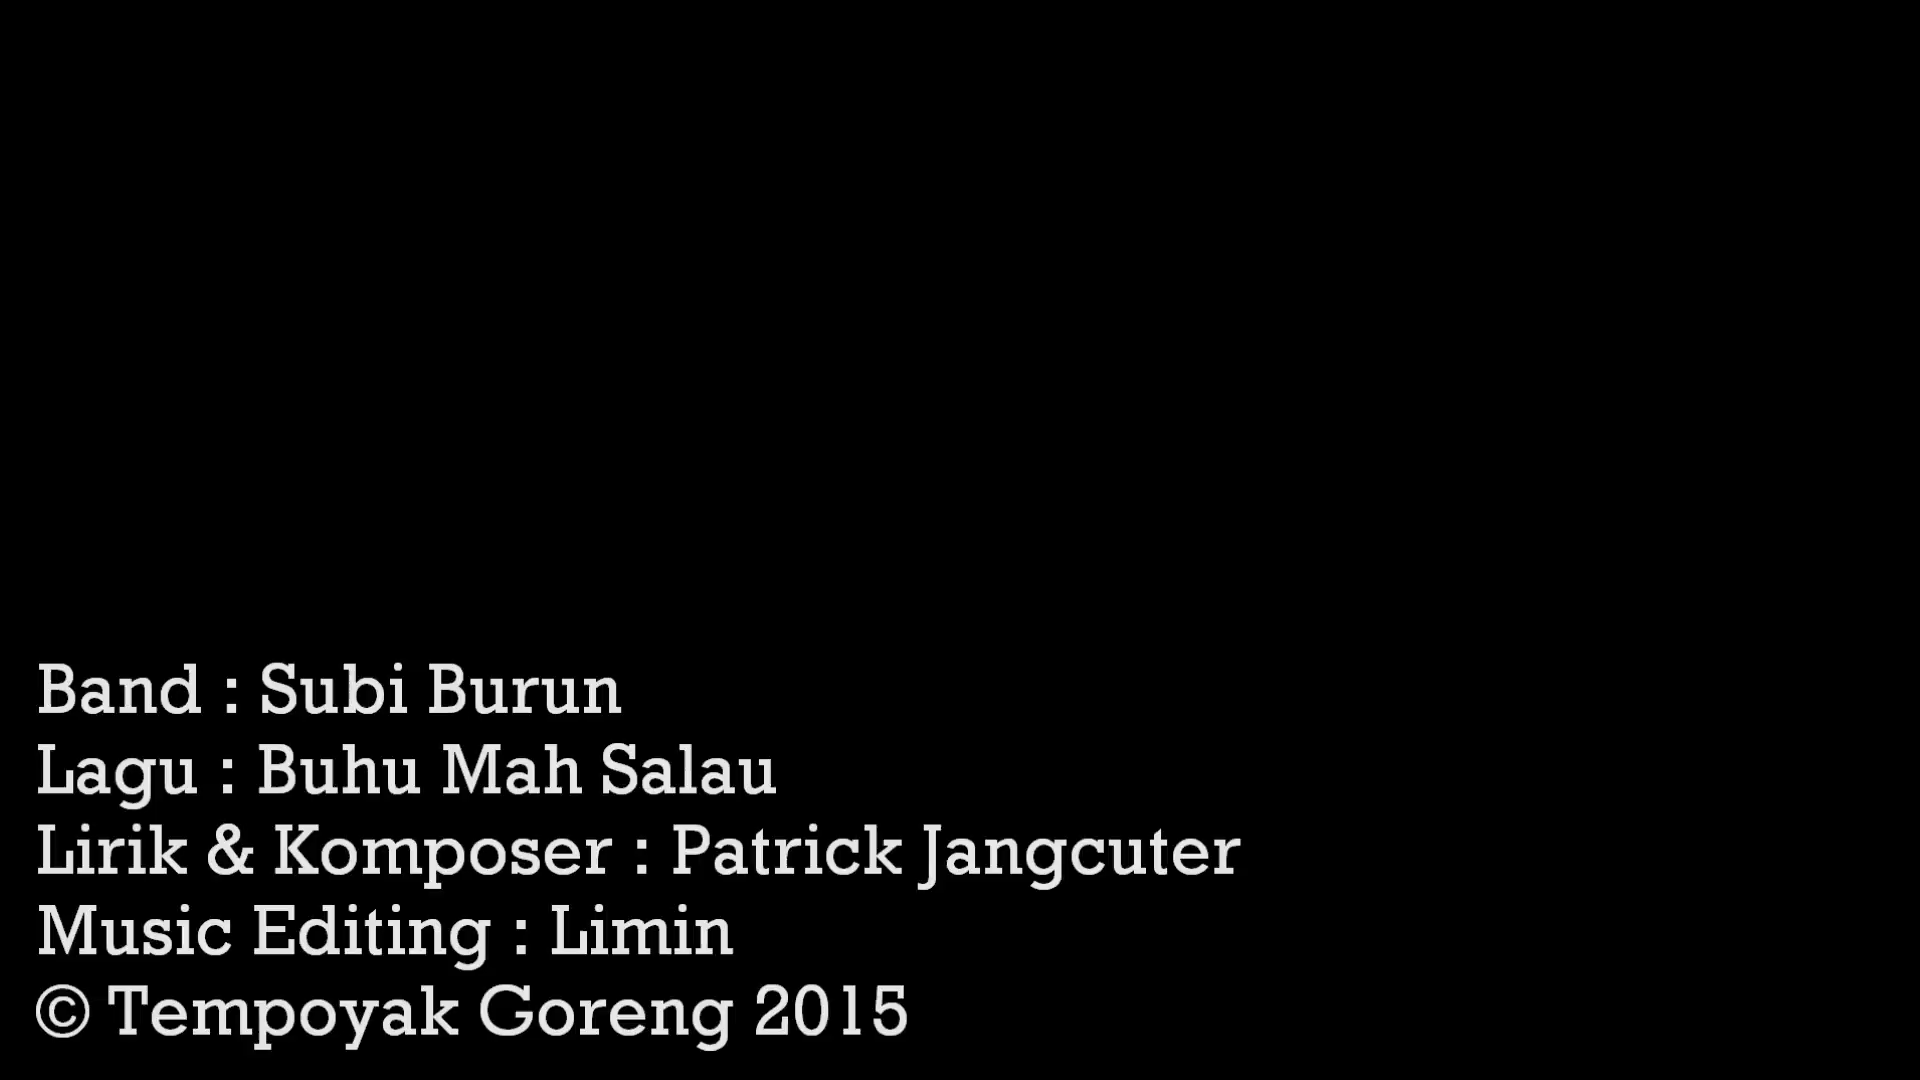 Band : Subi Burun
Lagu : Buhu Mah Salau
Lirik & Komposer : Patrick Jangcuter
Music Editing : Limin
© Tempoyak Goreng 2015